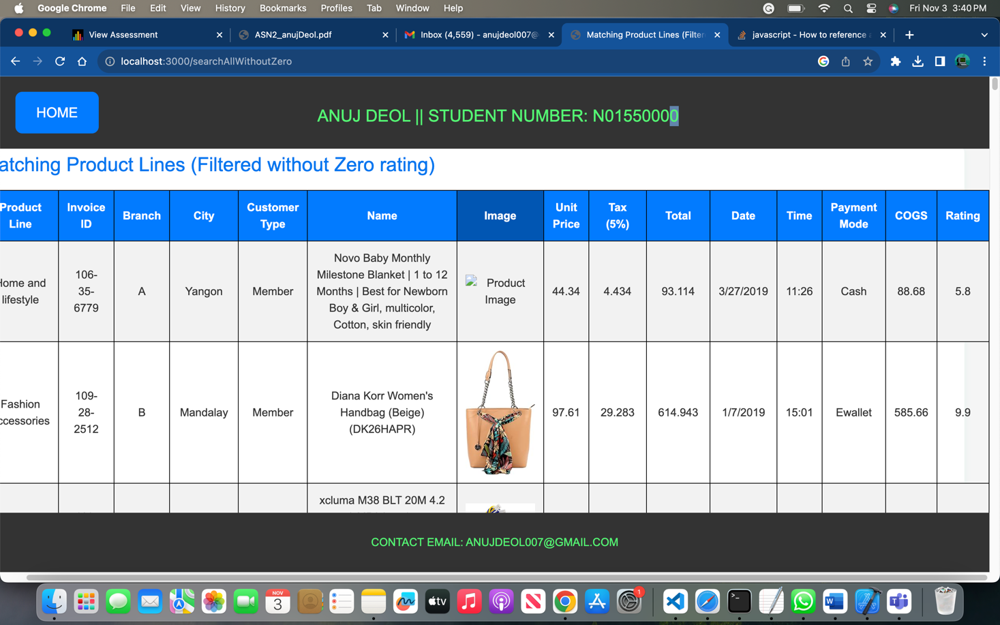 Google Chrome File Edit View History Bookmarks Profiles Tab Window Help Fri Nov 3 3:40 PM
View Assessment ASN2_anujDeol.pdf Inbox (4,559) - anujdeol007@ Matching Product Lines (Filter javascript - How to reference
localhost:3000/searchAllWithoutZero
HOME
ANUJ DEOL || STUDENT NUMBER: N01550000
atching Product Lines (Filtered without Zero rating)
Product Line Invoice ID Branch City Customer Type Name Image Unit Price Tax (5%) Total Date Time Payment Mode COGS Rating
Home and
lifestyle
106-
35-
6779
A
Yangon
Member
Novo Baby Monthly
Milestone Blanket | 1 to 12
Months | Best for Newborn
Boy & Girl, multicolor,
Cotton, skin friendly
Product
Image
44.34
4.434
93.114
3/27/2019
11:26
Cash
88.68
5.8
Fashion
ccessories
109-
28-
2512
B
Mandalay
Member
Diana Korr Women's
Handbag (Beige)
(DK26HAPR)
97.61
29.283
614.943
1/7/2019
15:01
Ewallet
585.66
9.9
xcluma M38 BLT 20M 4.2
CONTACT EMAIL: ANUJDEOL007@GMAIL.COM
NOV
3
tv
1